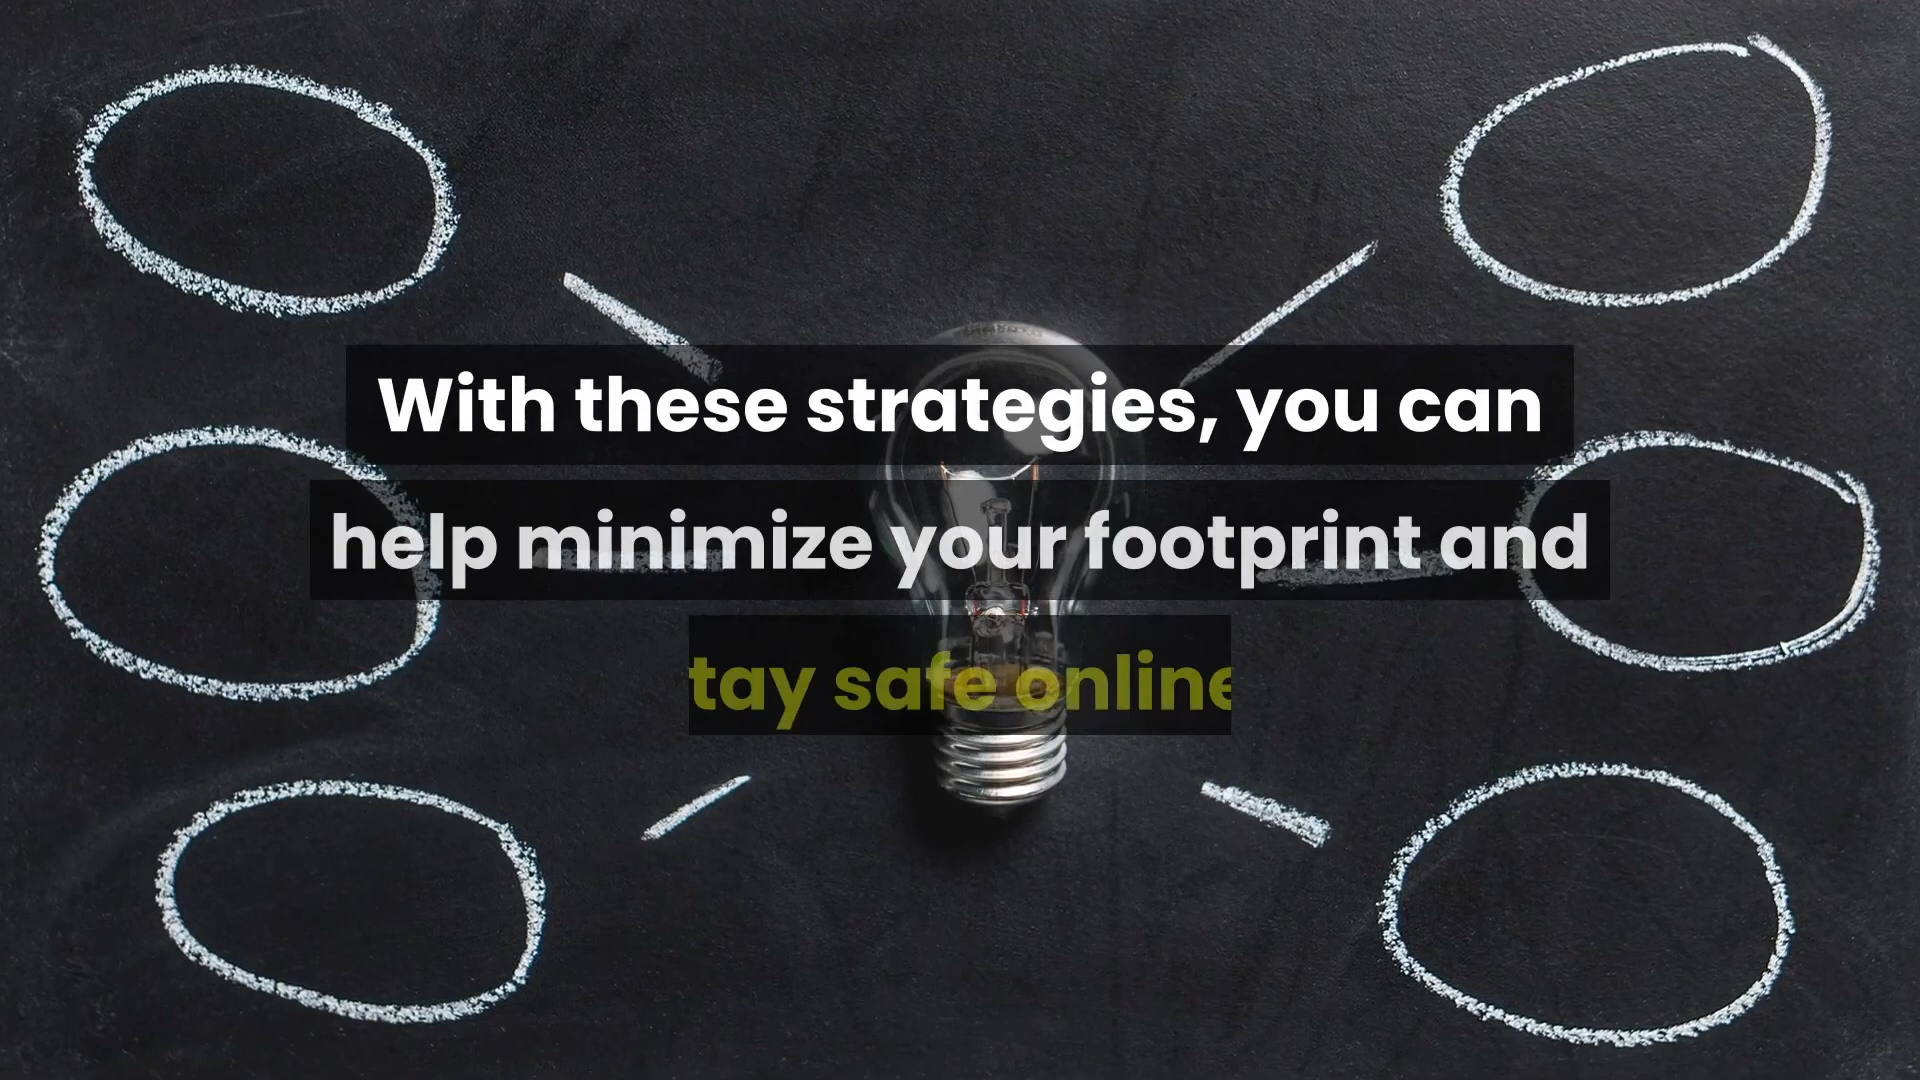 With these strategies, you can
help minimize your footprint and
tay safe online